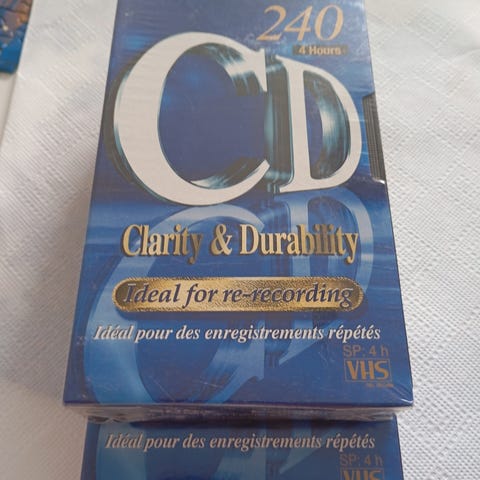 240
4 Hours
CD
Clarity & Durability
Ideal for re-recording
Idéal pour des enregistrements répétés
SP: 4 h
VHS
Idéal pour des enregistrements répétés
SP: 4 h
VHS